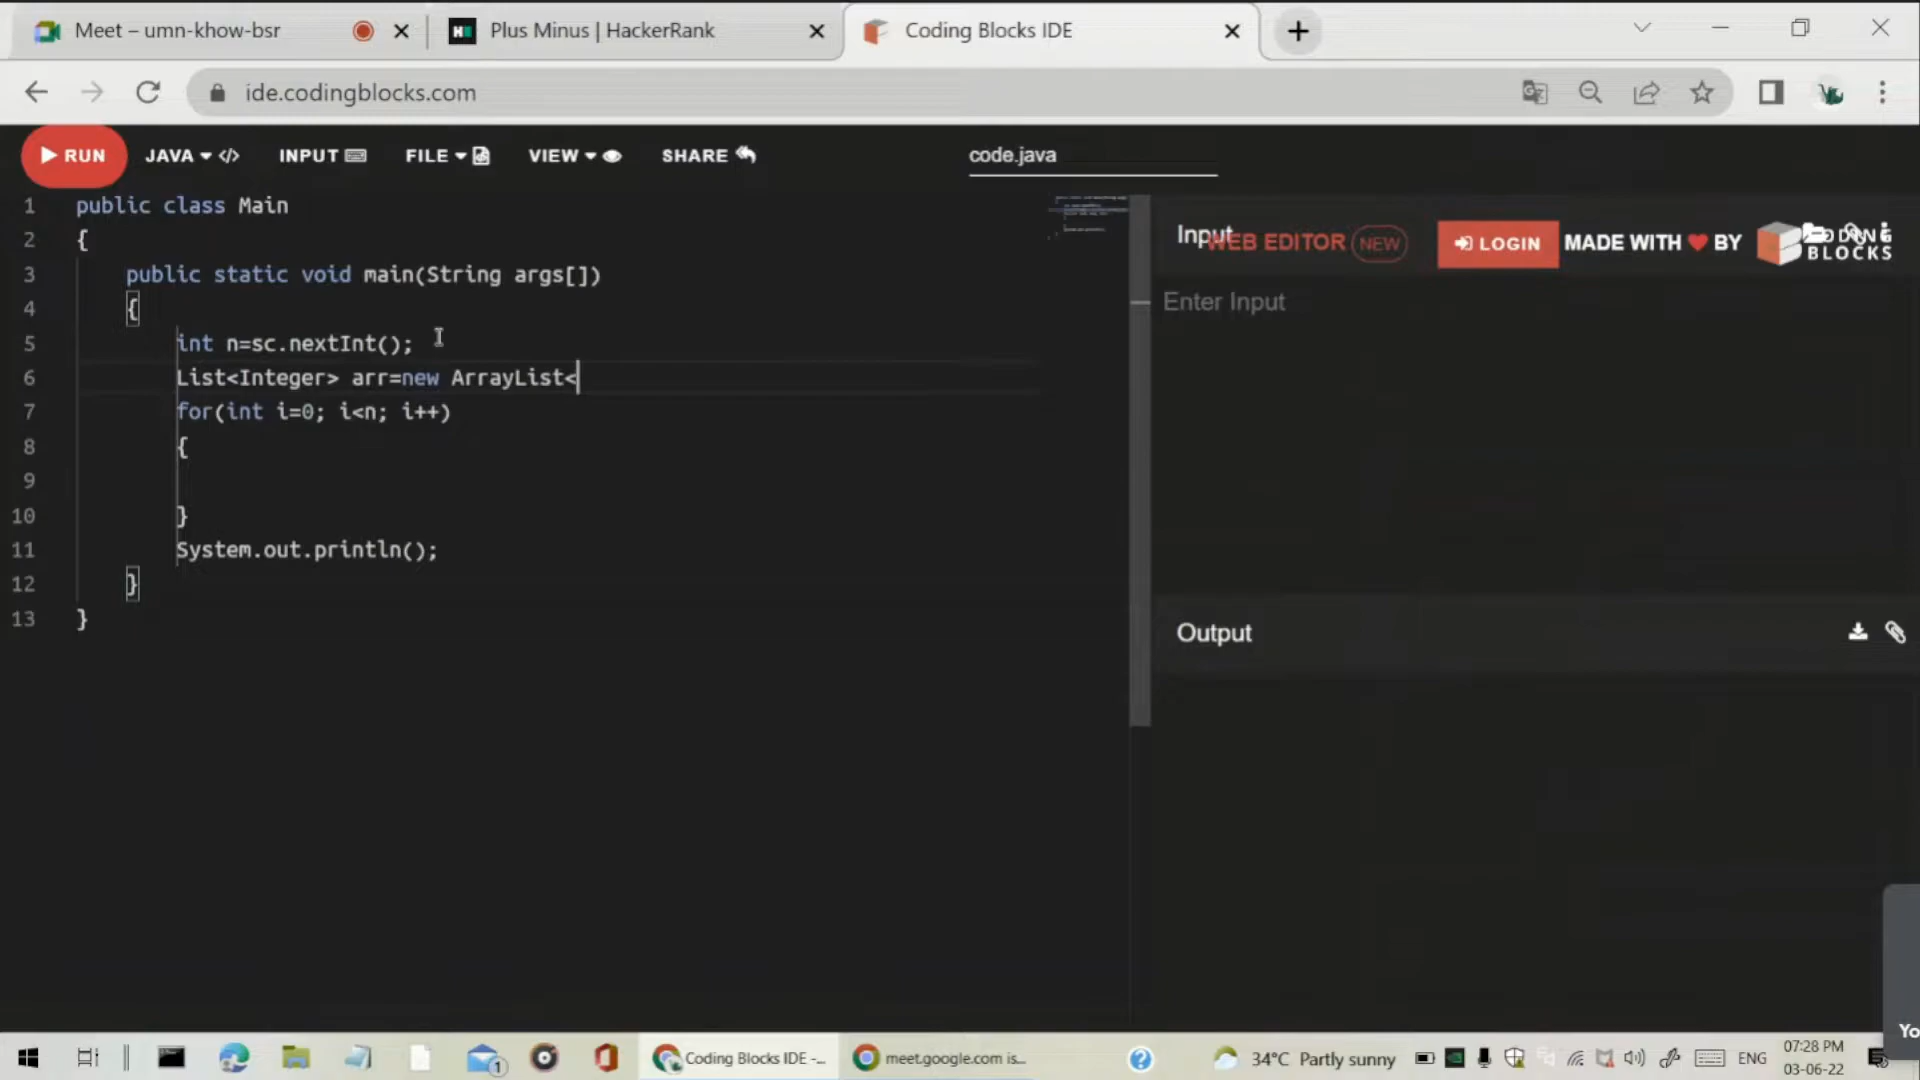 Meet – umn-khow-bsr
Plus Minus | HackerRank
Coding Blocks IDE
ide.codingblocks.com
RUN
JAVA
INPUT
FILE
VIEW
SHARE
code.java
1 public class Main
2 {
3 public static void main(String args[])
4 {
5 int n=sc.nextInt();
6 List<Integer> arr=new ArrayList<
7 for(int i=0; i<n; i++)
8 {
9
10 }
11 System.out.println();
12 }
13 }
Input
WEB EDITOR NEW
LOGIN
MADE WITH ❤ BY
CODING
BLOCKS
Enter Input
Output
Yo
Coding Blocks IDE -...
meet.google.com is...
34°C Partly sunny
ENG
07:28 PM
03-06-22
1